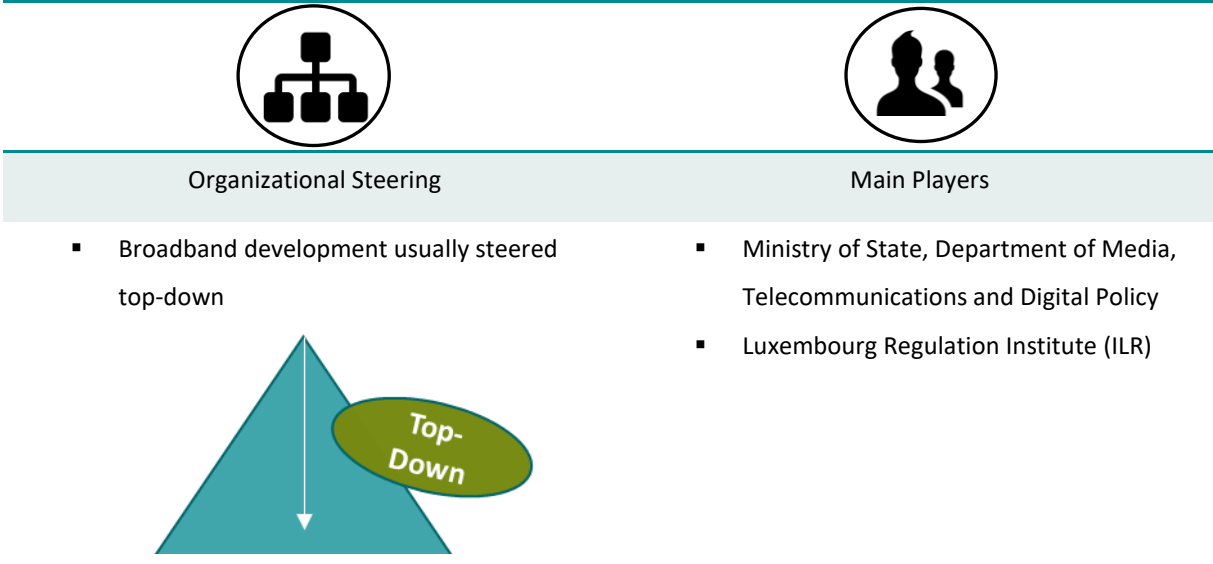 Organizational Steering
Main Players
▪ Broadband development usually steered
top-down
Top-
Down
▪ Ministry of State, Department of Media,
Telecommunications and Digital Policy
▪ Luxembourg Regulation Institute (ILR)